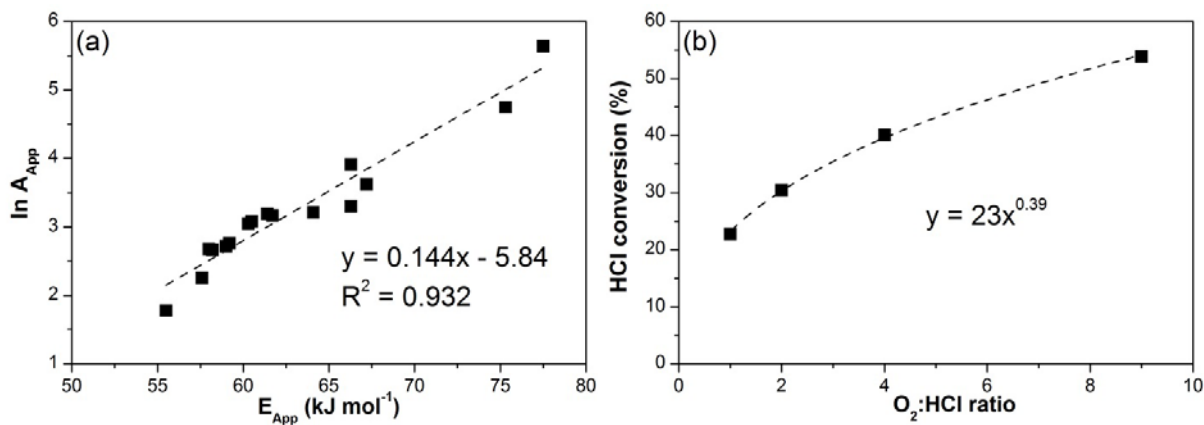 (a)
6
5
4
3
2
1
ln A_App
y = 0.144x - 5.84
R² = 0.932
50 55 60 65 70 75 80
E_App (kJ mol⁻¹)
(b)
60
50
40
30
20
10
0
HCl conversion (%)
y = 23x^0.39
0 2 4 6 8 10
O₂:HCl ratio